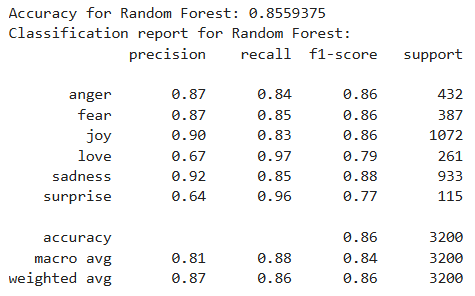 Accuracy for Random Forest: 0.8559375
Classification report for Random Forest:
precision recall f1-score support
anger 0.87 0.84 0.86 432
fear 0.87 0.85 0.86 387
joy 0.90 0.83 0.86 1072
love 0.67 0.97 0.79 261
sadness 0.92 0.85 0.88 933
surprise 0.64 0.96 0.77 115
accuracy 0.86 3200
macro avg 0.81 0.88 0.84 3200
weighted avg 0.87 0.86 0.86 3200